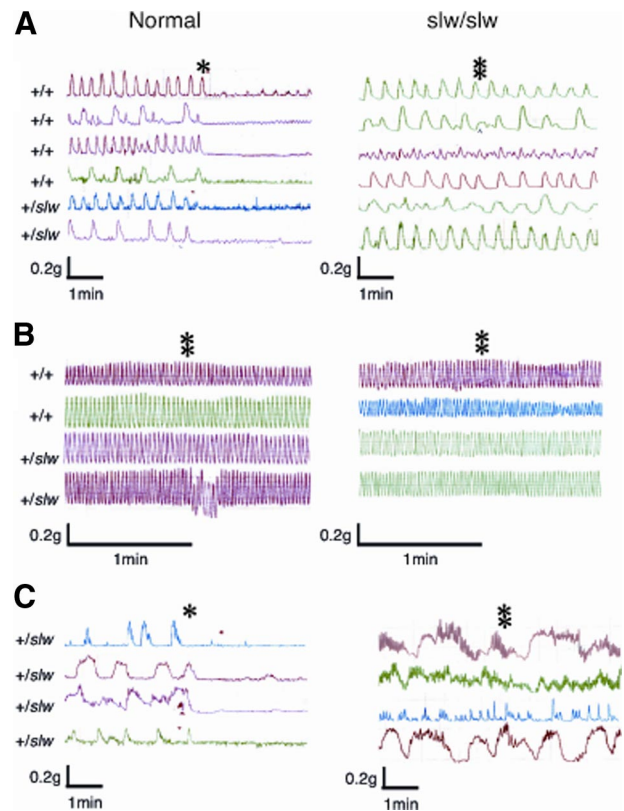 A
Normal
slw/slw
*
**
+/+
+/+
+/+
+/+
+/slw
+/slw
0.2g
1min
0.2g
1min
B
**
**
+/+
+/+
+/slw
+/slw
0.2g
1min
0.2g
1min
C
*
**
+/slw
+/slw
+/slw
+/slw
0.2g
1min
0.2g
1min